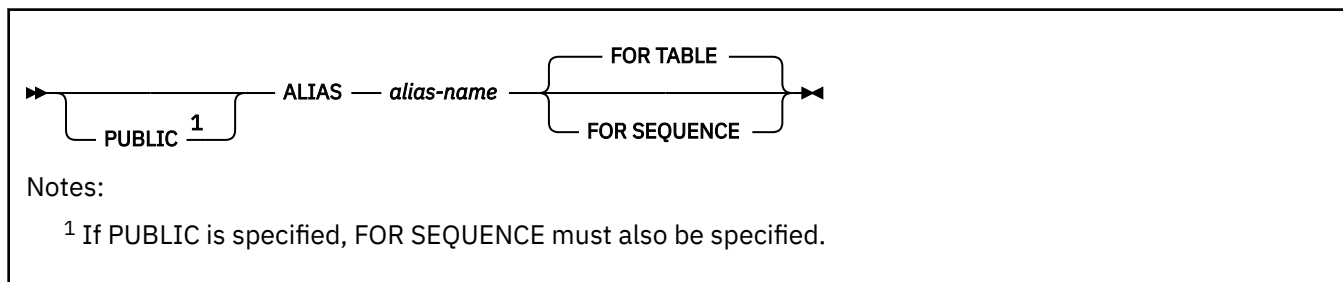 FOR TABLE
ALIAS alias-name
FOR SEQUENCE
PUBLIC 1
Notes:
1 If PUBLIC is specified, FOR SEQUENCE must also be specified.